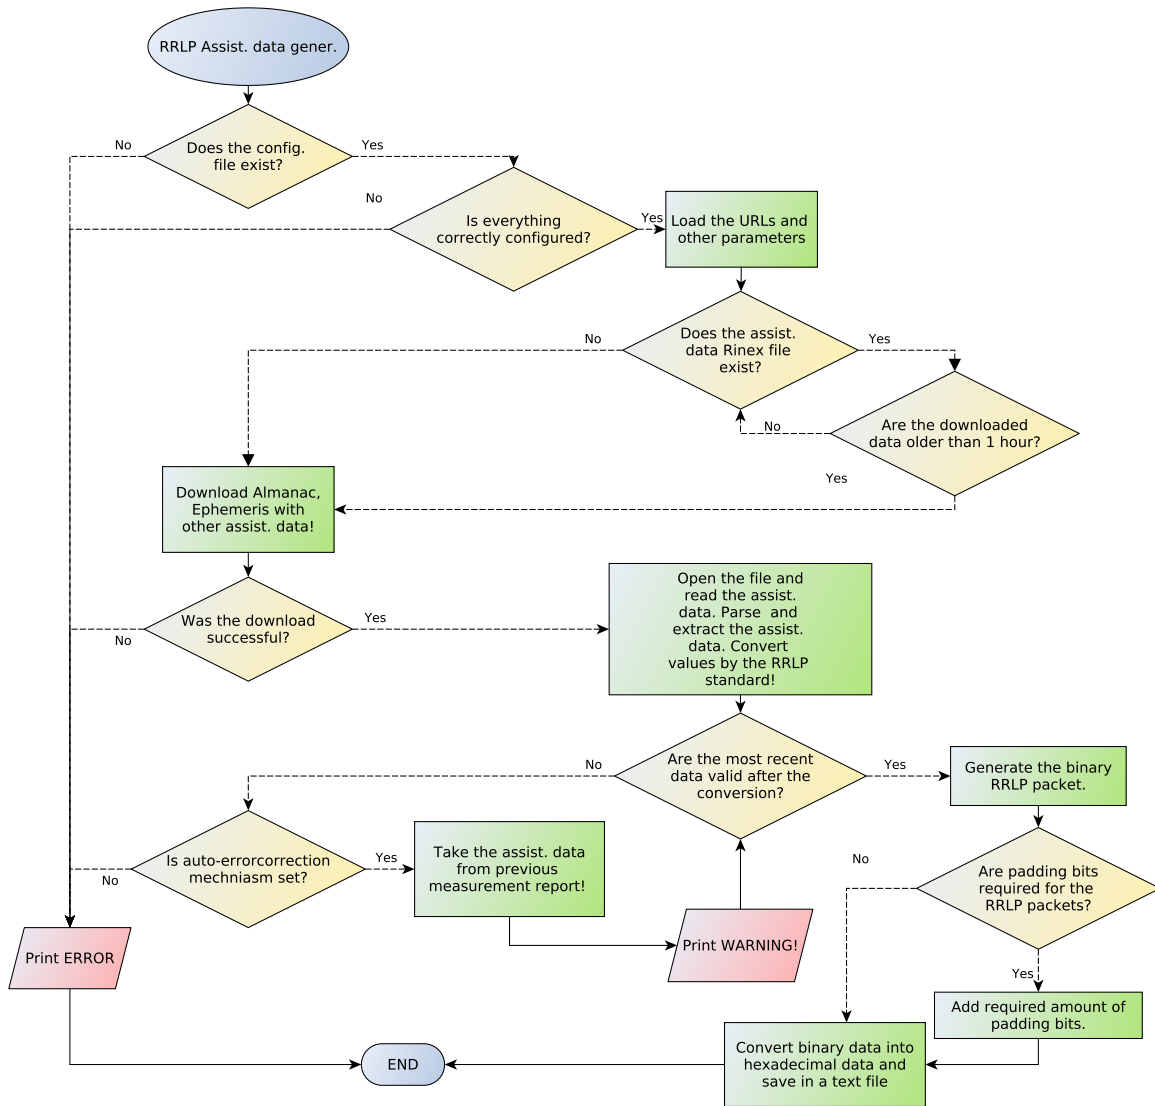 RRLP Assist. data gener.
Does the config.
file exist?
No
Yes
No
Is everything
correctly configured?
Yes
Load the URLs and
other parameters
Does the assist.
data Rinex file
exist?
No
Yes
Are the downloaded
data older than 1 hour?
No
Yes
Download Almanac,
Ephemeris with
other assist. data!
Was the download
successful?
No
Yes
Open the file and
read the assist.
data. Parse  and
extract the assist.
data. Convert
values by the RRLP
standard!
Are the most recent
data valid after the
conversion?
No
Yes
Generate the binary
RRLP packet.
Is auto-errorcorrection
mechniasm set?
No
Yes
Take the assist. data
from previous
measurement report!
Print WARNING!
Are padding bits
required for the
RRLP packets?
No
Yes
Add required amount of
padding bits.
Print ERROR
Convert binary data into
hexadecimal data and
save in a text file
END